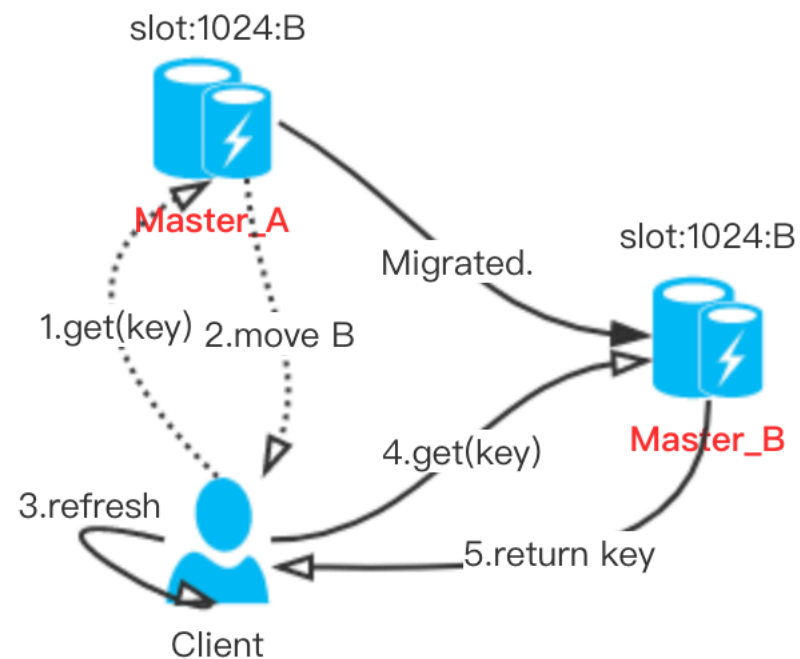 slot:1024:B
Master_A
slot:1024:B
Migrated.
1.get(key)
2.move B
Master_B
4.get(key)
3.refresh
5.return key
Client